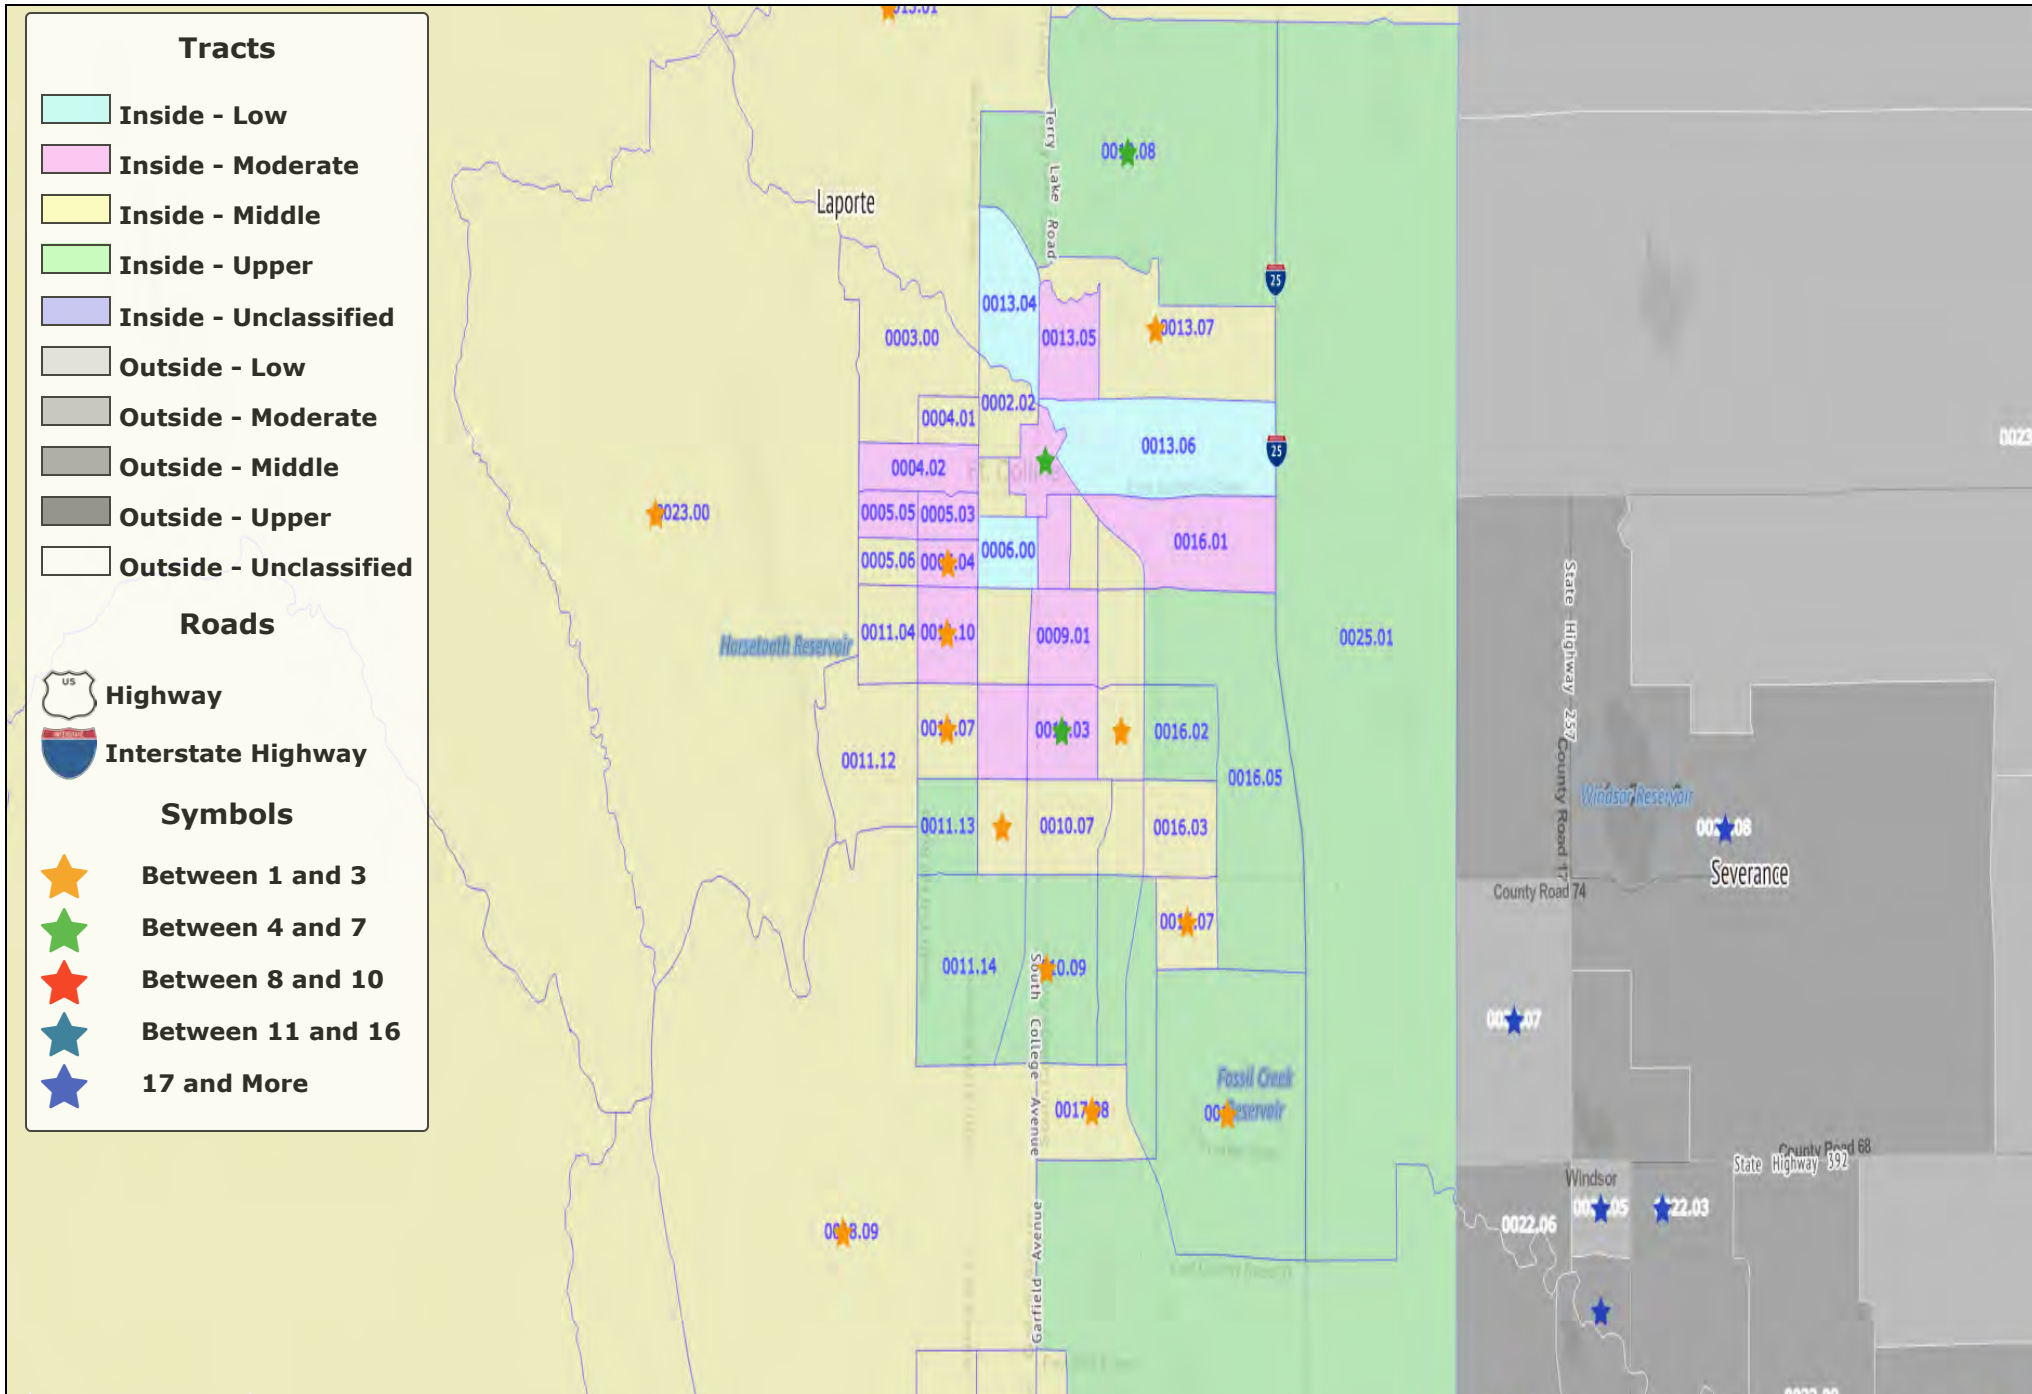 Tracts
Inside - Low
Inside - Moderate
Inside - Middle
Inside - Upper
Inside - Unclassified
Outside - Low
Outside - Moderate
Outside - Middle
Outside - Upper
Outside - Unclassified
Roads
US
Highway
Interstate Highway
Symbols
Between 1 and 3
Between 4 and 7
Between 8 and 10
Between 11 and 16
17 and More
Laporte
Terry Lake Road
25
0013.04
0003.00
0013.05
0013.07
0002.02
0004.01
0013.06
25
0004.02
Ft. Collins
0023.00
0005.05
0005.03
0016.01
0006.00
0005.06
Horsetooth Reservoir
0011.04
0009.01
0025.01
State Highway 257
0016.02
0011.12
0016.05
County Road 17
Windsor Reservoir
0011.13
0010.07
0016.03
Severance
County Road 74
0011.14
South College Avenue
Fossil Creek
Reservoir
County Road 68
State Highway 392
Windsor
0022.06
Garfield Avenue